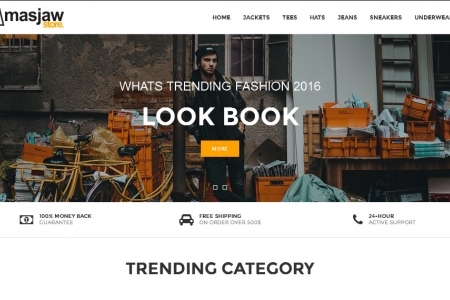 masjaw
store.
HOME JACKETS TEES HATS JEANS SNEAKERS UNDERWEA
WHATS TRENDING FASHION 2016
LOOK BOOK
MORE
100% MONEY BACK
GUARANTEE
FREE SHIPPING
ON ORDER OVER 500$
24-HOUR
ACTIVE SUPPORT
TRENDING CATEGORY